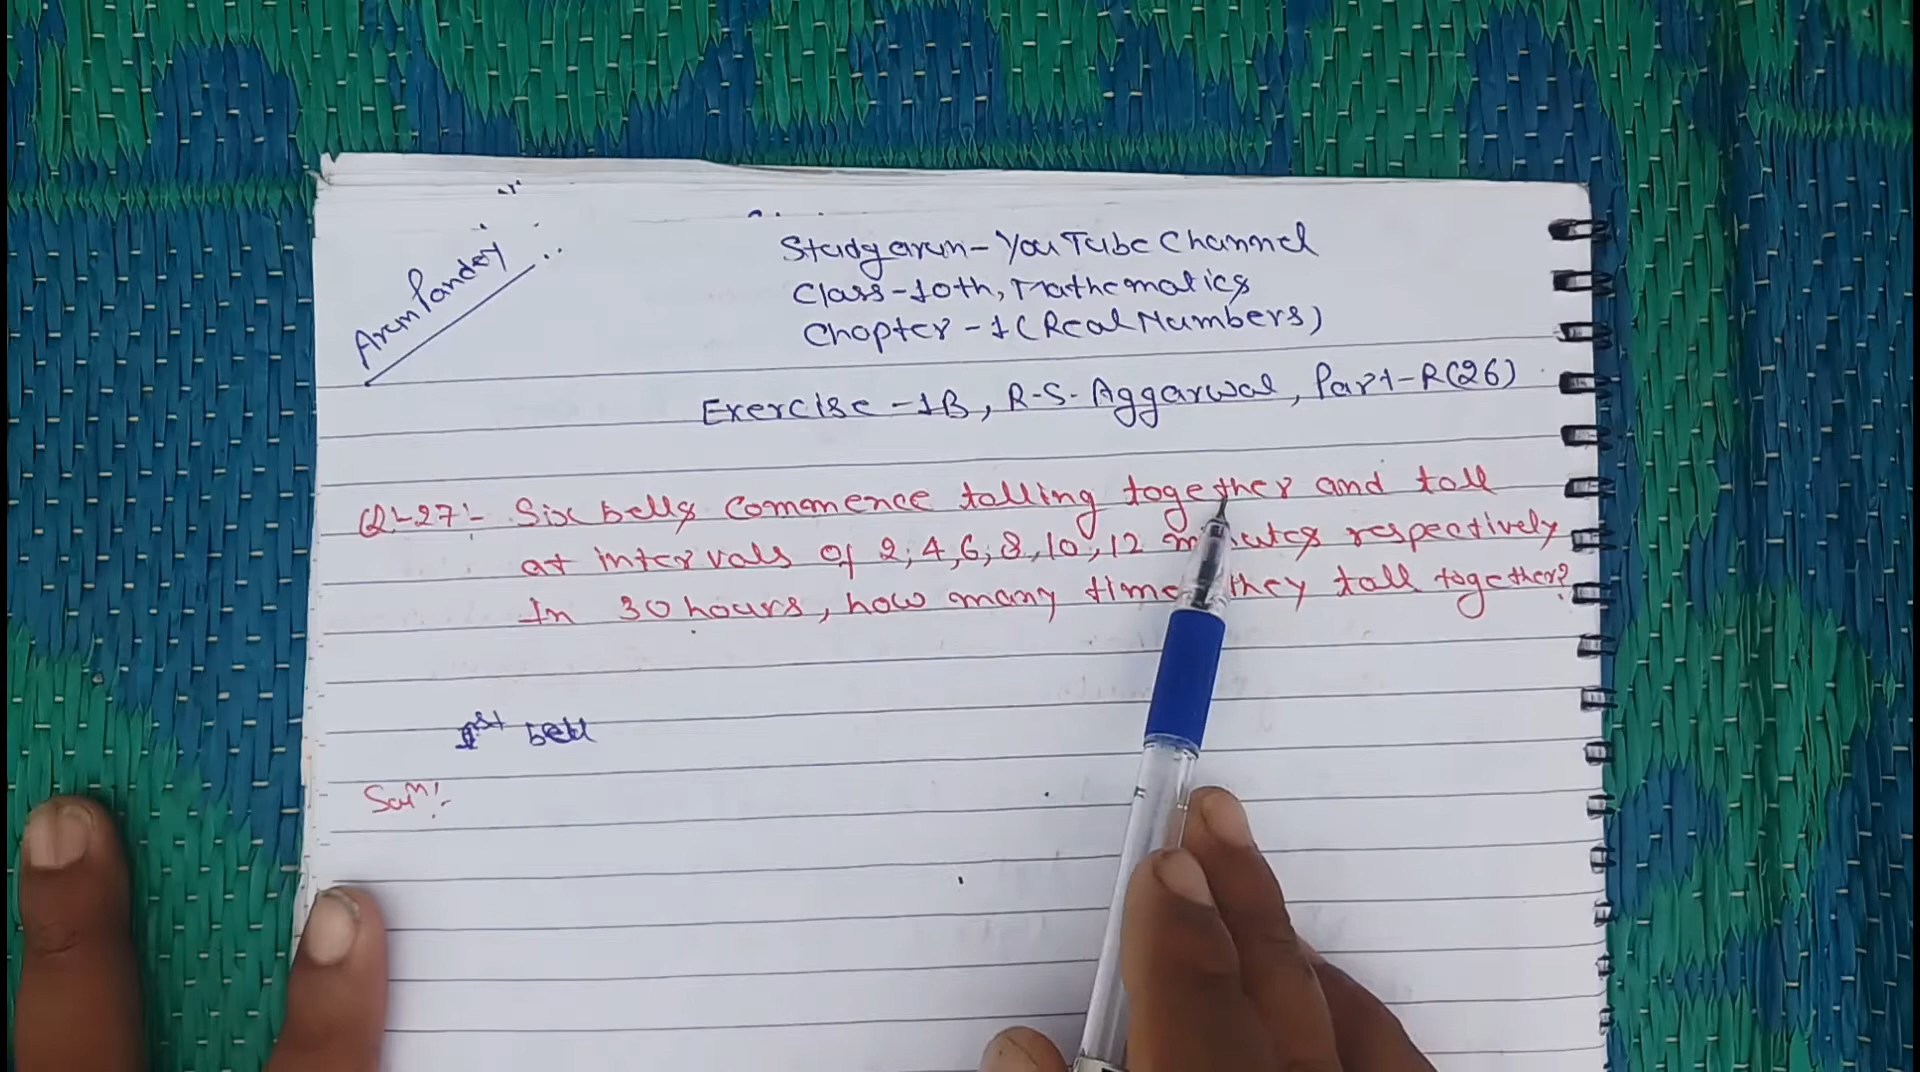 Arun Pandey
Studyarun - YouTube Channel
Class - 10th, Mathematics
Chapter - 1 (Real Numbers)
Exercise - 1B, R.S. Aggarwal, Part-R(26)
Q:-27:- Six bells commence tolling together and toll
at intervals of 2, 4, 6, 8, 10, 12 minutes respectively
In 30 hours, how many times they toll together?
1st bell
Soln:-